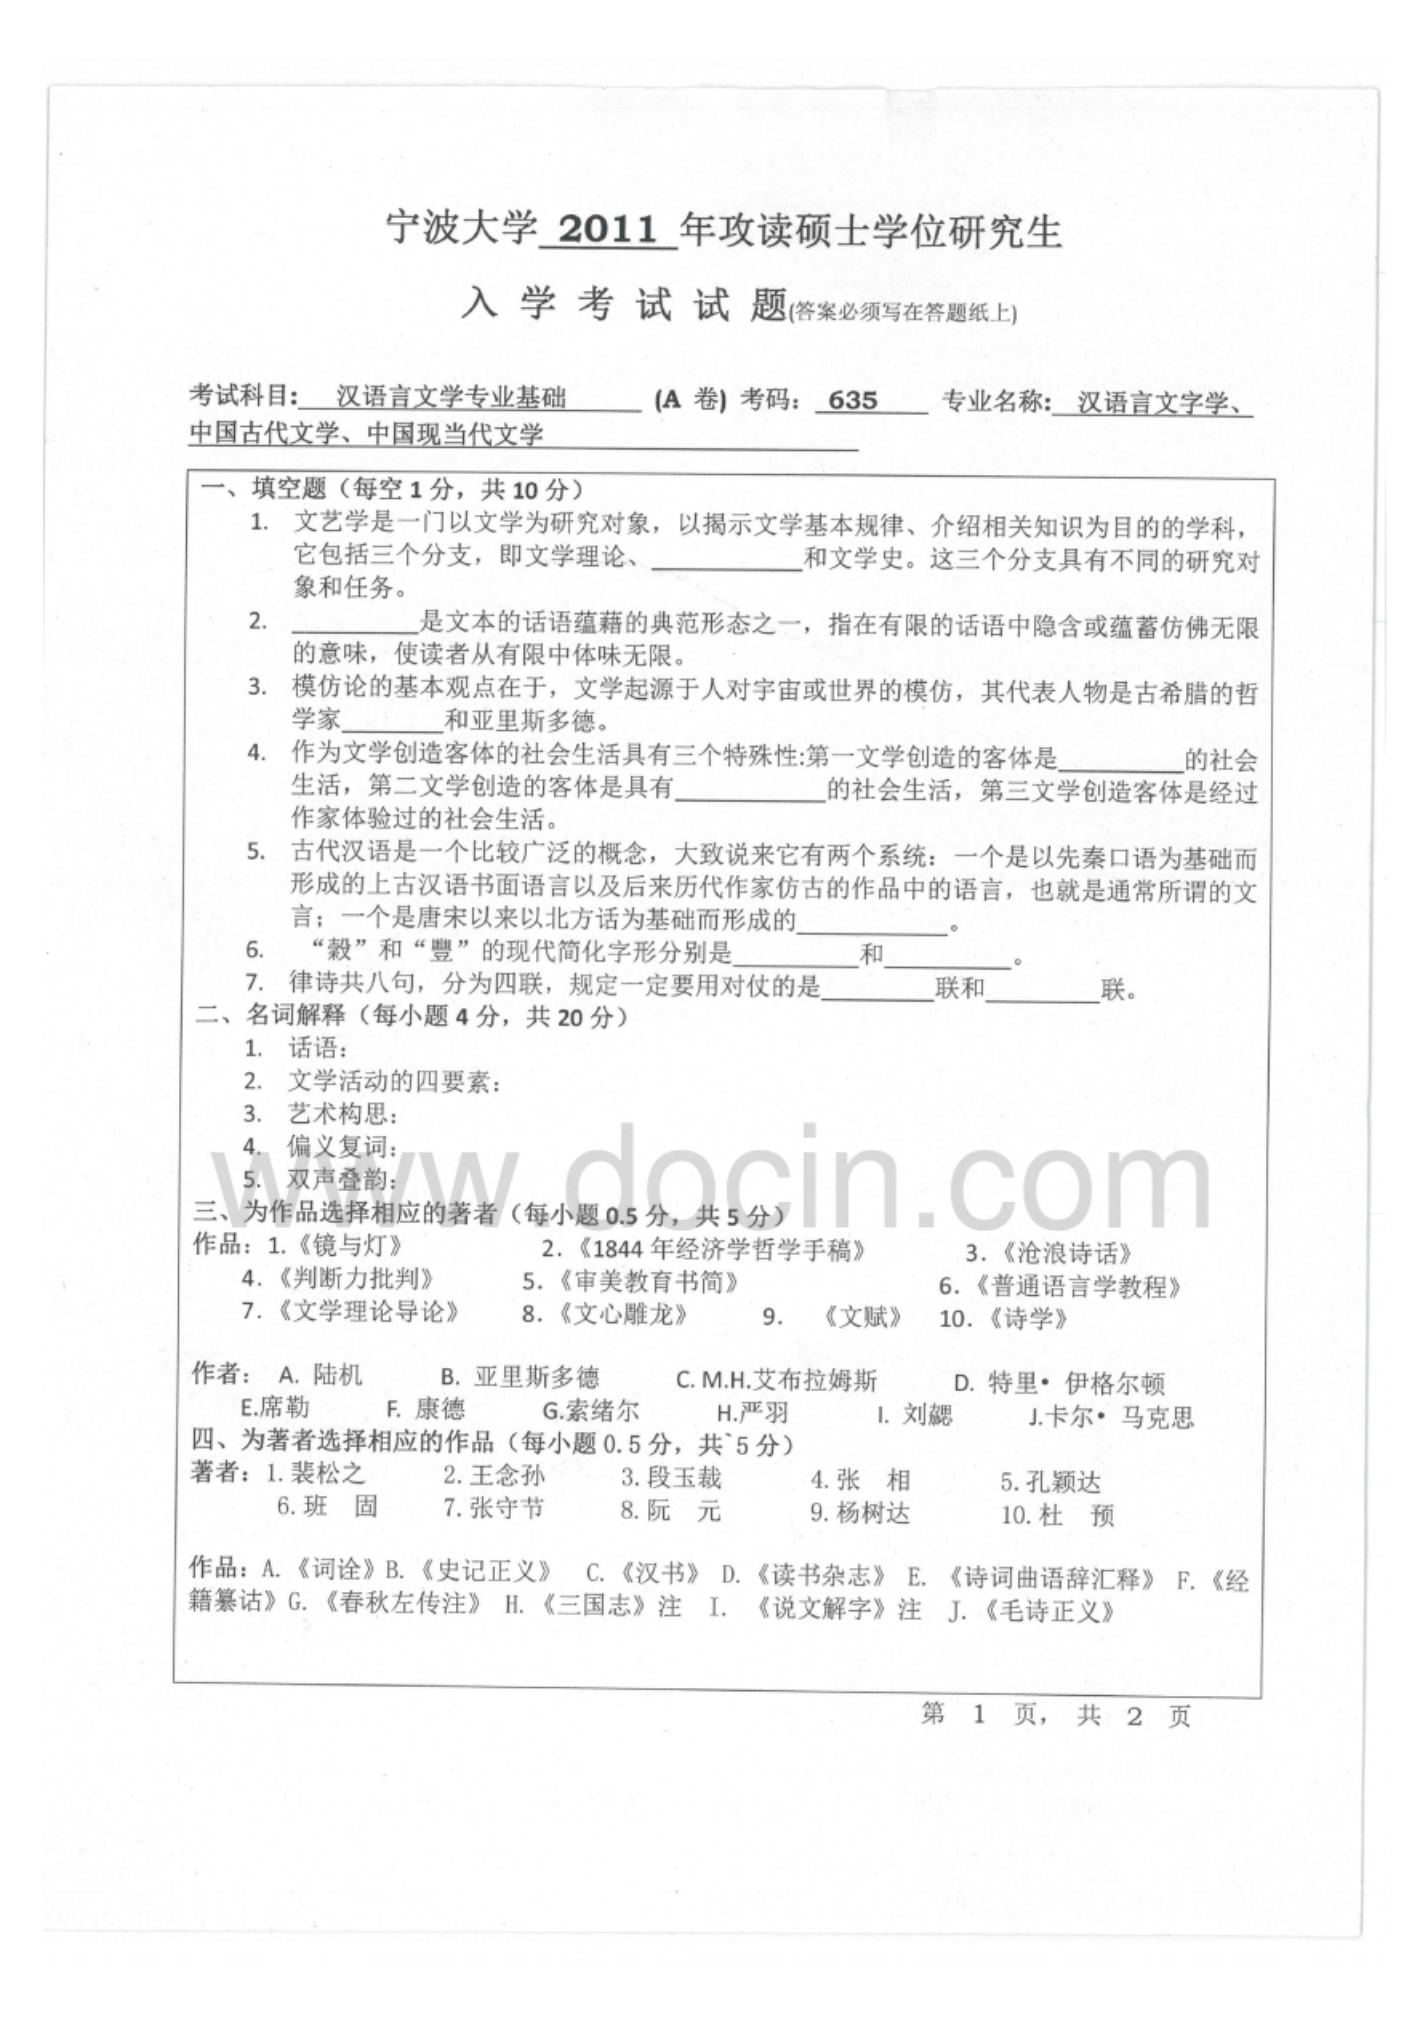 宁波大学 2011 年攻读硕士学位研究生
入 学 考 试 试 题(答案必须写在答题纸上)
考试科目: 汉语言文学专业基础 (A 卷) 考码: 635 专业名称: 汉语言文字学、
中国古代文学、中国现当代文学
一、填空题（每空 1 分，共 10 分）
1. 文艺学是一门以文学为研究对象，以揭示文学基本规律、介绍相关知识为目的的学科，
它包括三个分支，即文学理论、____________和文学史。这三个分支具有不同的研究对
象和任务。
2. __________是文本的话语蕴藉的典范形态之一，指在有限的话语中隐含或蕴蓄仿佛无限
的意味，使读者从有限中体味无限。
3. 模仿论的基本观点在于，文学起源于人对宇宙或世界的模仿，其代表人物是古希腊的哲
学家________和亚里斯多德。
4. 作为文学创造客体的社会生活具有三个特殊性:第一文学创造的客体是__________的社会
生活，第二文学创造的客体是具有____________的社会生活，第三文学创造客体是经过
作家体验过的社会生活。
5. 古代汉语是一个比较广泛的概念，大致说来它有两个系统：一个是以先秦口语为基础而
形成的上古汉语书面语言以及后来历代作家仿古的作品中的语言，也就是通常所谓的文
言；一个是唐宋以来以北方话为基础而形成的____________。
6. “穀”和“豐”的现代简化字形分别是__________和__________。
7. 律诗共八句，分为四联，规定一定要用对仗的是_________联和_________联。
二、名词解释（每小题 4 分，共 20 分）
1. 话语：
2. 文学活动的四要素：
3. 艺术构思：
4. 偏义复词：
5. 双声叠韵：
www.docin.com
三、为作品选择相应的著者（每小题 0.5 分，共 5 分）
作品：1.《镜与灯》 2.《1844 年经济学哲学手稿》 3.《沧浪诗话》
4.《判断力批判》 5.《审美教育书简》 6.《普通语言学教程》
7.《文学理论导论》 8.《文心雕龙》 9. 《文赋》 10.《诗学》
作者： A. 陆机 B. 亚里斯多德 C. M.H.艾布拉姆斯 D. 特里• 伊格尔顿
E.席勒 F. 康德 G.索绪尔 H.严羽 I. 刘勰 J.卡尔• 马克思
四、为著者选择相应的作品（每小题 0.5 分，共`5 分）
著者：1.裴松之 2.王念孙 3.段玉裁 4.张 相 5.孔颖达
6.班 固 7.张守节 8.阮 元 9.杨树达 10.杜 预
作品：A.《词诠》B.《史记正义》 C.《汉书》 D.《读书杂志》 E. 《诗词曲语辞汇释》 F.《经
籍纂诂》G.《春秋左传注》 H.《三国志》注 I. 《说文解字》注 J.《毛诗正义》
第 1 页， 共 2 页